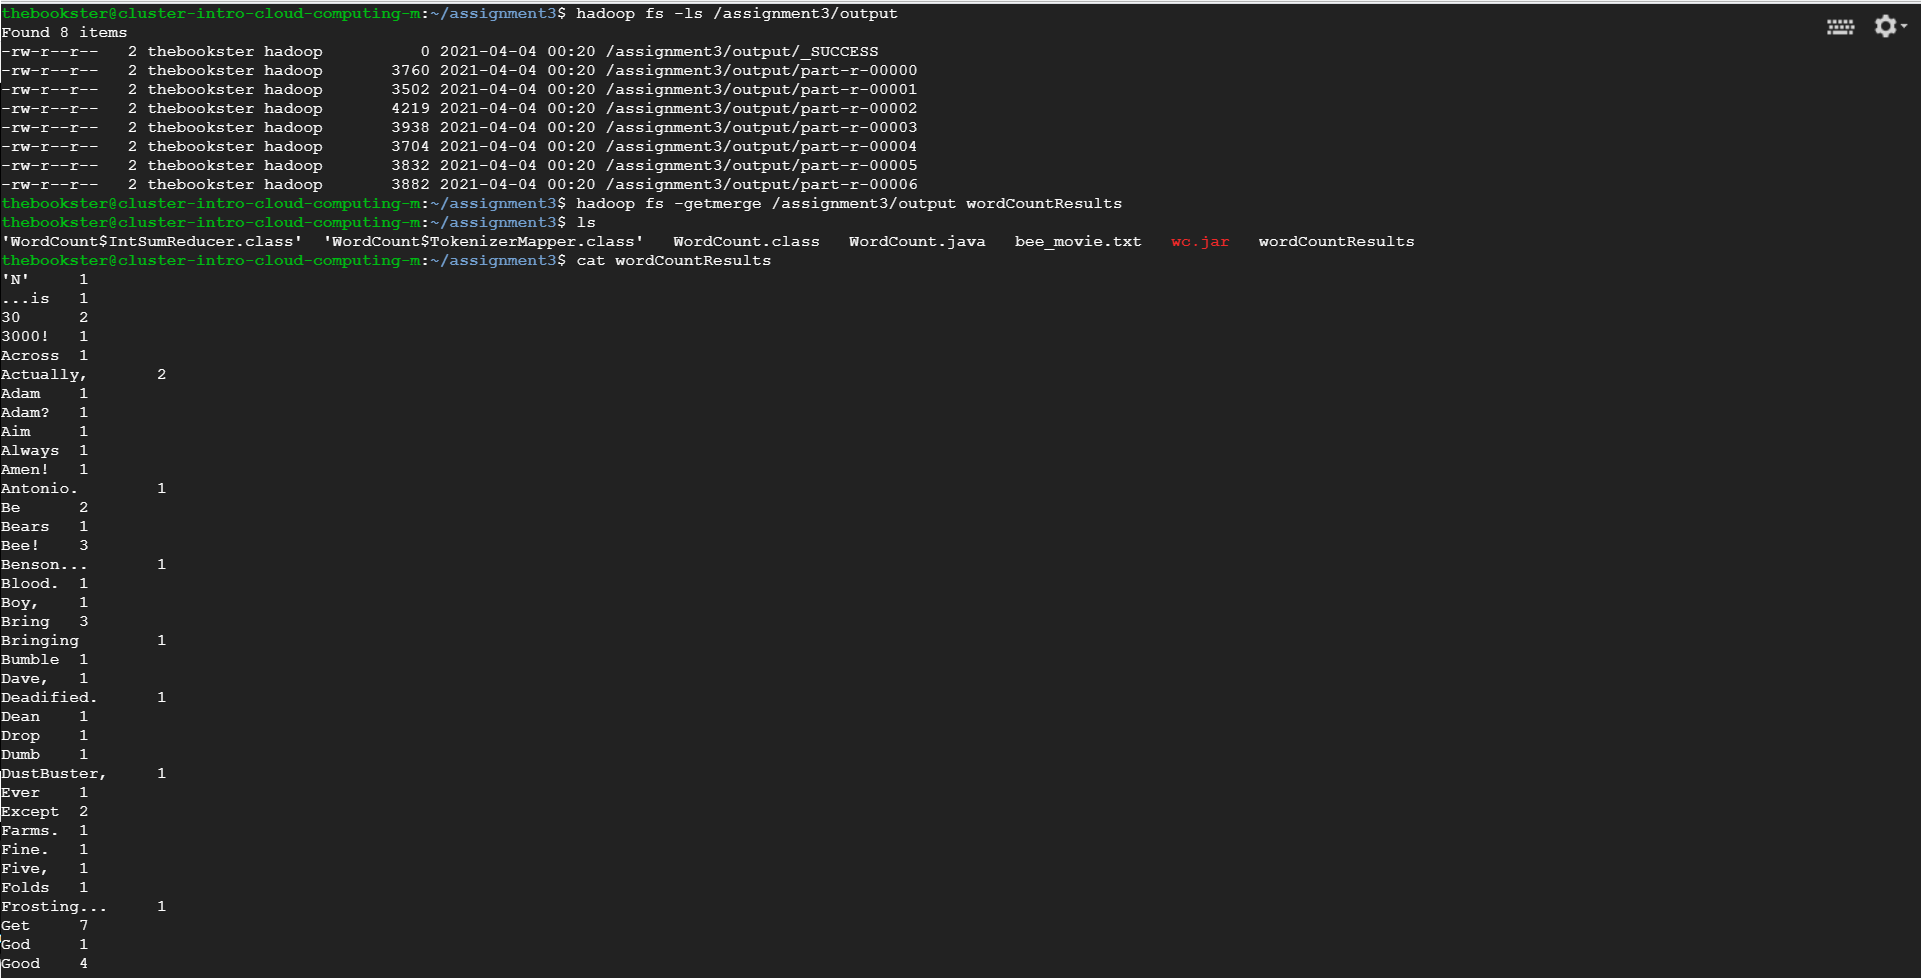 thebookster@cluster-intro-cloud-computing-m:~/assignment3$ hadoop fs -ls /assignment3/output
Found 8 items
-rw-r--r--   2 thebookster hadoop          0 2021-04-04 00:20 /assignment3/output/_SUCCESS
-rw-r--r--   2 thebookster hadoop       3760 2021-04-04 00:20 /assignment3/output/part-r-00000
-rw-r--r--   2 thebookster hadoop       3502 2021-04-04 00:20 /assignment3/output/part-r-00001
-rw-r--r--   2 thebookster hadoop       4219 2021-04-04 00:20 /assignment3/output/part-r-00002
-rw-r--r--   2 thebookster hadoop       3938 2021-04-04 00:20 /assignment3/output/part-r-00003
-rw-r--r--   2 thebookster hadoop       3704 2021-04-04 00:20 /assignment3/output/part-r-00004
-rw-r--r--   2 thebookster hadoop       3832 2021-04-04 00:20 /assignment3/output/part-r-00005
-rw-r--r--   2 thebookster hadoop       3882 2021-04-04 00:20 /assignment3/output/part-r-00006
thebookster@cluster-intro-cloud-computing-m:~/assignment3$ hadoop fs -getmerge /assignment3/output wordCountResults
thebookster@cluster-intro-cloud-computing-m:~/assignment3$ ls
'WordCount$IntSumReducer.class'  'WordCount$TokenizerMapper.class'   WordCount.class   WordCount.java   bee_movie.txt   wc.jar   wordCountResults
thebookster@cluster-intro-cloud-computing-m:~/assignment3$ cat wordCountResults
'N'     1
...is   1
30      2
3000!   1
Across  1
Actually,       2
Adam    1
Adam?   1
Aim     1
Always  1
Amen!   1
Antonio.        1
Be      2
Bears   1
Bee!    3
Benson...       1
Blood.  1
Boy,    1
Bring   3
Bringing        1
Bumble  1
Dave,   1
Deadified.      1
Dean    1
Drop    1
Dumb    1
DustBuster,     1
Ever    1
Except  2
Farms.  1
Fine.   1
Five,   1
Folds   1
Frosting...     1
Get     7
God     1
Good    4